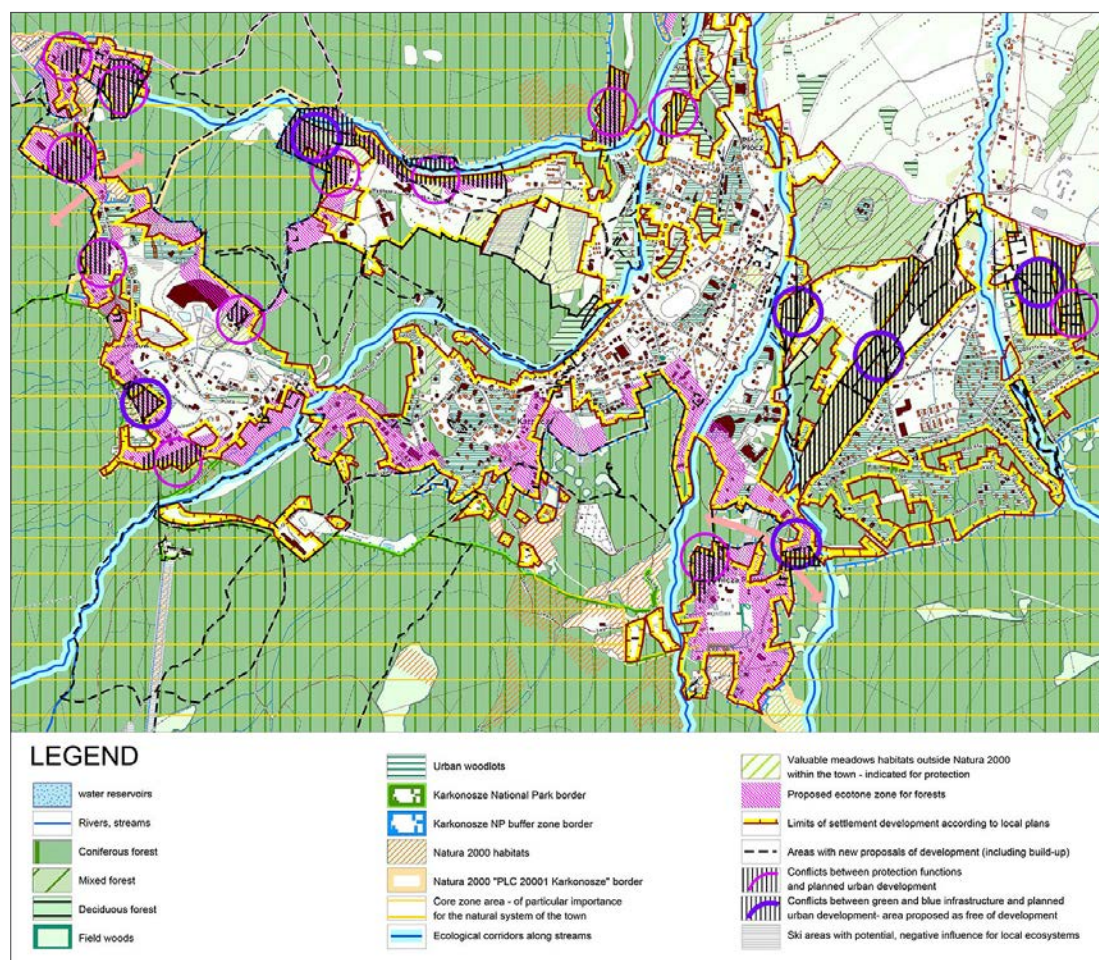 LEGEND
water reservoirs
Rivers, streams
Coniferous forest
Mixed forest
Deciduous forest
Field woods
Urban woodlots
Karkonosze National Park border
Karkonosze NP buffer zone border
Natura 2000 habitats
Natura 2000 "PLC 20001 Karkonosze" border
Core zone area - of particular importance
for the natural system of the town
Ecological corridors along streams
Valuable meadows habitats outside Natura 2000
within the town - indicated for protection
Proposed ecotone zone for forests
Limits of settlement development according to local plans
Areas with new proposals of development (including build-up)
Conflicts between protection functions
and planned urban development
Conflicts between green and blue infrastructure and planned
urban development- area proposed as free of development
Ski areas with potential, negative influence for local ecosystems